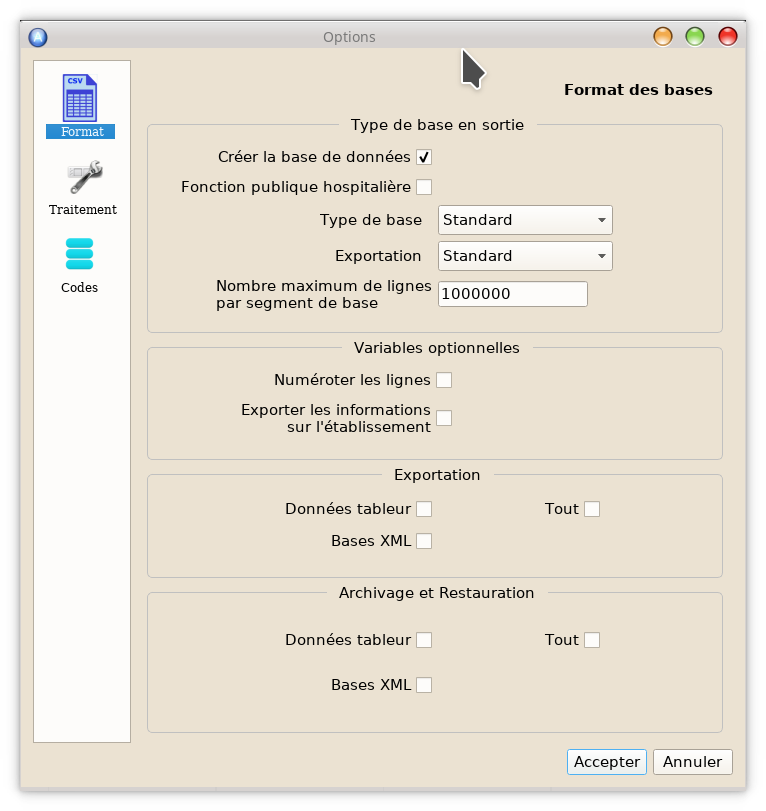 Options
CSV
Format
Traitement
Codes
Format des bases
Type de base en sortie
Créer la base de données
Fonction publique hospitalière
Type de base Standard
Exportation Standard
Nombre maximum de lignes
par segment de base 1000000
Variables optionnelles
Numéroter les lignes
Exporter les informations
sur l'établissement
Exportation
Données tableur Tout
Bases XML
Archivage et Restauration
Données tableur Tout
Bases XML
Accepter Annuler